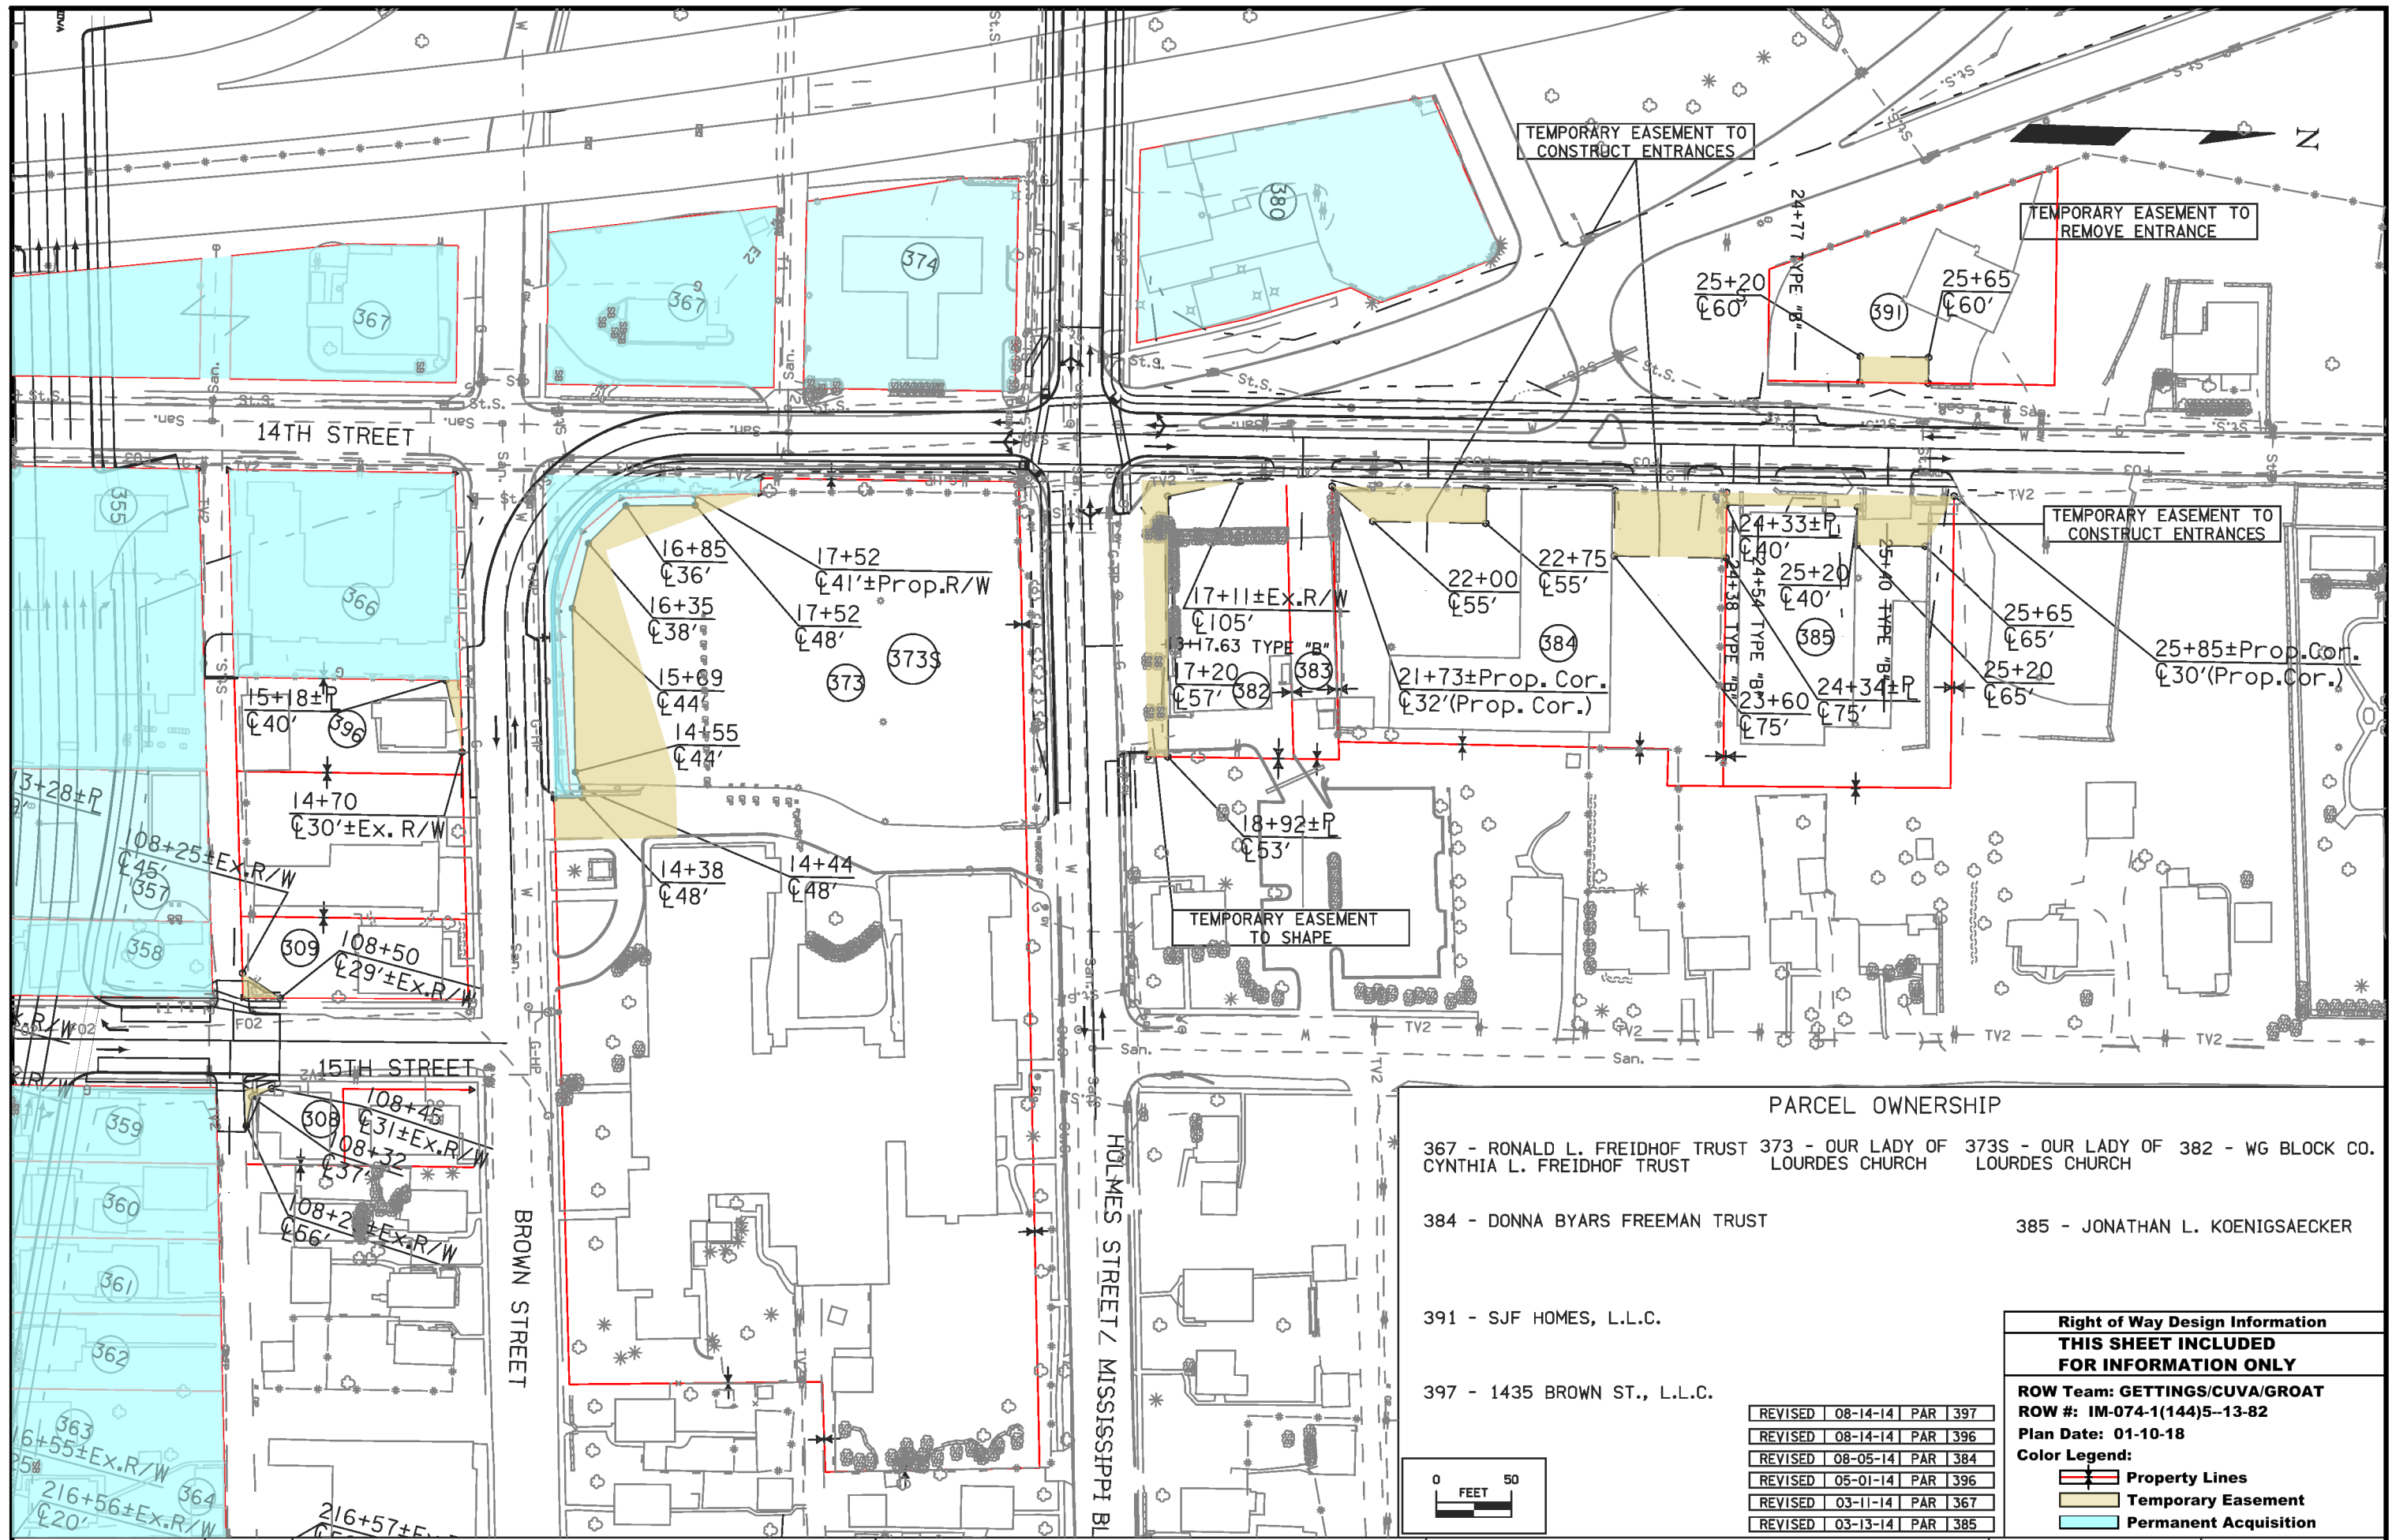 TEMPORARY EASEMENT TO
CONSTRUCT ENTRANCES
N
TEMPORARY EASEMENT TO
REMOVE ENTRANCE
24+77 TYPE "B"
25+20
℄60'
25+65
℄60'
391
380
374
367
367
14TH STREET
355
366
16+85
℄36'
17+52
℄41'±Prop.R/W
16+35
℄38'
17+52
℄48'
15+69
℄44'
14+55
℄44'
14+38
℄48'
14+44
℄48'
373
373S
15+18±℄
℄40'
396
14+70
℄30'±Ex. R/W
13+28±℄
108+25±Ex.R/W
℄45'
357
358
309
108+50
℄29'±Ex.R/W
17+11±Ex.R/W
℄105'
13+17.63 TYPE "B"
17+20
℄57'
382
383
21+73±Prop. Cor.
℄32'(Prop. Cor.)
22+00
℄55'
22+75
℄55'
384
24+33±℄
℄40'
24+38 TYPE "B"
24+54 TYPE "B"
25+20
℄40'
385
25+40 TYPE "B"
TEMPORARY EASEMENT TO
CONSTRUCT ENTRANCES
25+65
℄65'
25+20
℄65'
25+85±Prop.Cor.
℄30'(Prop.Cor.)
23+60
℄75'
24+34±℄
℄75'
18+92±℄
℄53'
TEMPORARY EASEMENT
TO SHAPE
15TH STREET
359
308
108+45
℄31±Ex.R/W
108+32
℄37'
℄66'
360
361
362
363
16+55±Ex.R/W
364
216+56±Ex.R/W
℄20'
BROWN STREET
HOLMES STREET/ MISSISSIPPI BL
PARCEL OWNERSHIP
367 - RONALD L. FREIDHOF TRUST
CYNTHIA L. FREIDHOF TRUST
373 - OUR LADY OF
LOURDES CHURCH
373S - OUR LADY OF
LOURDES CHURCH
382 - WG BLOCK CO.
384 - DONNA BYARS FREEMAN TRUST
385 - JONATHAN L. KOENIGSAECKER
391 - SJF HOMES, L.L.C.
397 - 1435 BROWN ST., L.L.C.
REVISED 08-14-14 PAR 397
REVISED 08-14-14 PAR 396
REVISED 08-05-14 PAR 384
REVISED 05-01-14 PAR 396
REVISED 03-11-14 PAR 367
REVISED 03-13-14 PAR 385
0 50
FEET
Right of Way Design Information
THIS SHEET INCLUDED
FOR INFORMATION ONLY
ROW Team: GETTINGS/CUVA/GROAT
ROW #: IM-074-1(144)5--13-82
Plan Date: 01-10-18
Color Legend:
Property Lines
Temporary Easement
Permanent Acquisition